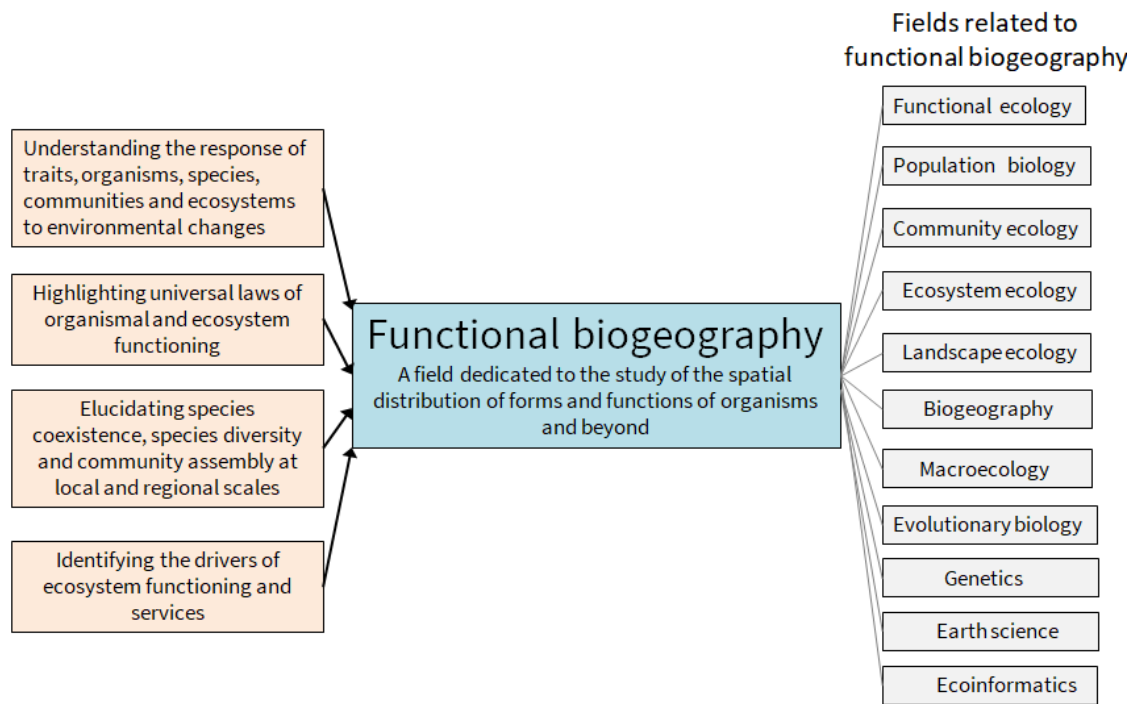 Fields related to
functional biogeography
Understanding the response of
traits, organisms, species,
communities and ecosystems
to environmental changes
Highlighting universal laws of
organismal and ecosystem
functioning
Elucidating species
coexistence, species diversity
and community assembly at
local and regional scales
Identifying the drivers of
ecosystem functioning and
services
Functional biogeography
A field dedicated to the study of the spatial
distribution of forms and functions of organisms
and beyond
Functional ecology
Population biology
Community ecology
Ecosystem ecology
Landscape ecology
Biogeography
Macroecology
Evolutionary biology
Genetics
Earth science
Ecoinformatics